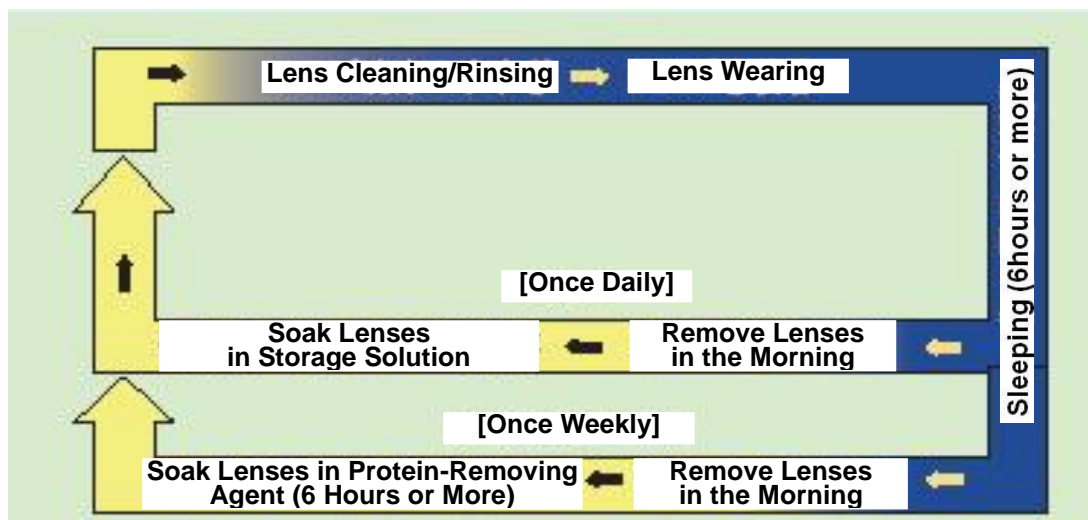 Lens Cleaning/Rinsing
Lens Wearing
Sleeping (6hours or more)
[Once Daily]
Soak Lenses
in Storage Solution
Remove Lenses
in the Morning
[Once Weekly]
Soak Lenses in Protein-Removing
Agent (6 Hours or More)
Remove Lenses
in the Morning